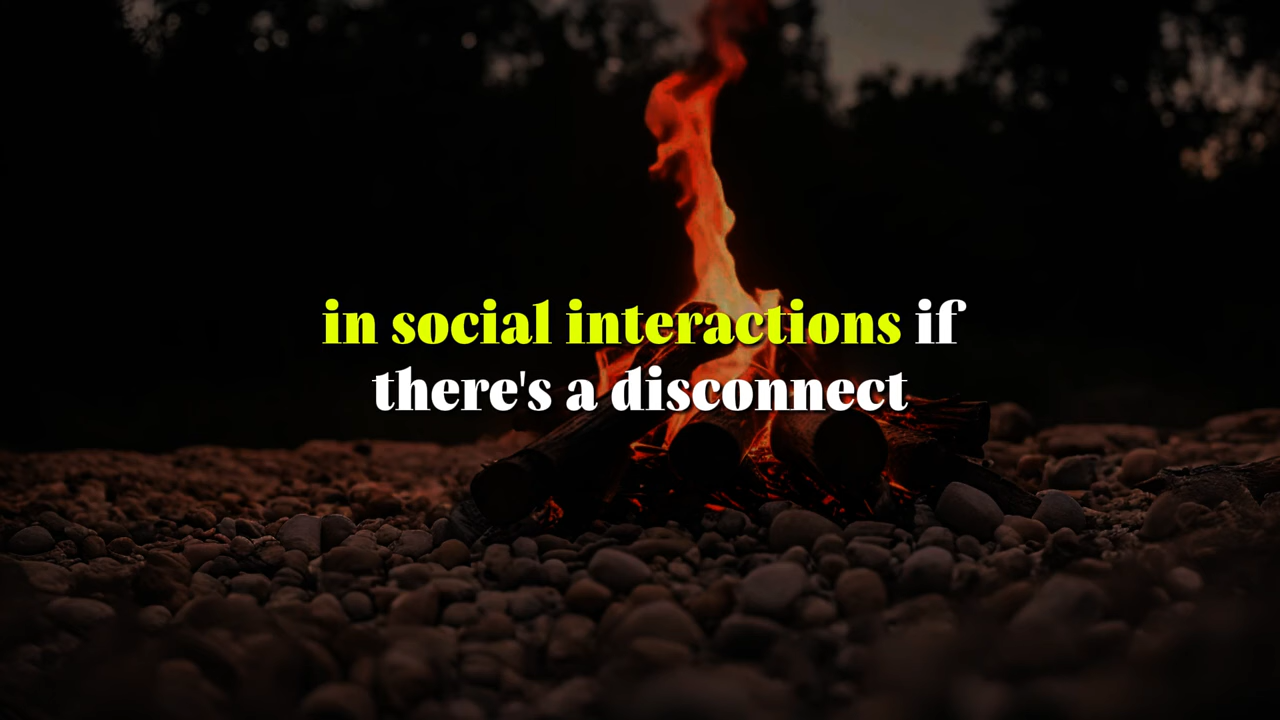 in social interactions if
there's a disconnect